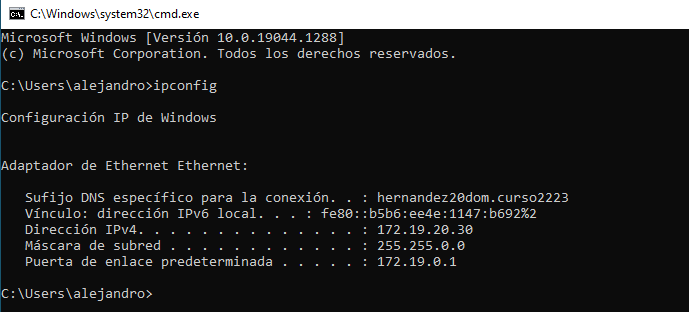 C:\Windows\system32\cmd.exe
Microsoft Windows [Versión 10.0.19044.1288]
(c) Microsoft Corporation. Todos los derechos reservados.
C:\Users\alejandro>ipconfig
Configuración IP de Windows
Adaptador de Ethernet Ethernet:
   Sufijo DNS específico para la conexión. . : hernandez20dom.curso2223
   Vínculo: dirección IPv6 local. . . : fe80::b5b6:ee4e:1147:b692%2
   Dirección IPv4. . . . . . . . . . . . . . : 172.19.20.30
   Máscara de subred . . . . . . . . . . . . : 255.255.0.0
   Puerta de enlace predeterminada . . . . . : 172.19.0.1
C:\Users\alejandro>